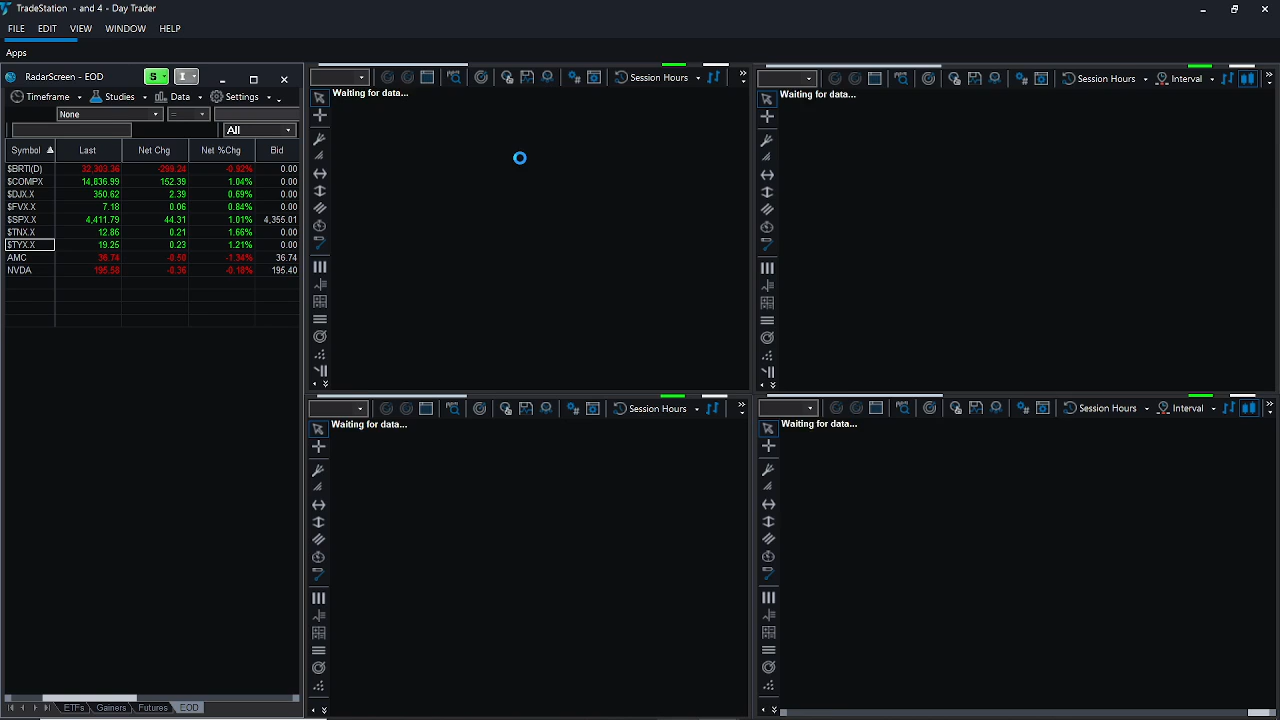 TradeStation - and 4 - Day Trader
FILE EDIT VIEW WINDOW HELP
Apps
RadarScreen - EOD S I
Timeframe Studies Data Settings
None =
All
Symbol Last Net Chg Net %Chg Bid
$BRTI(D) 32,303.36 -299.24 -0.92% 0.00
$COMPX 14,836.99 152.39 1.04% 0.00
$DJX.X 350.62 2.39 0.69% 0.00
$FVX.X 7.18 0.06 0.84% 0.00
$SPX.X 4,411.79 44.31 1.01% 4,355.01
$TNX.X 12.86 0.21 1.66% 0.00
$TYX.X 19.25 0.23 1.21% 0.00
AMC 36.74 -0.50 -1.34% 36.74
NVDA 195.58 -0.36 -0.18% 195.40
ETFs Gainers Futures EOD
Session Hours
Waiting for data...
Session Hours Interval
Waiting for data...
Session Hours
Waiting for data...
Session Hours Interval
Waiting for data...